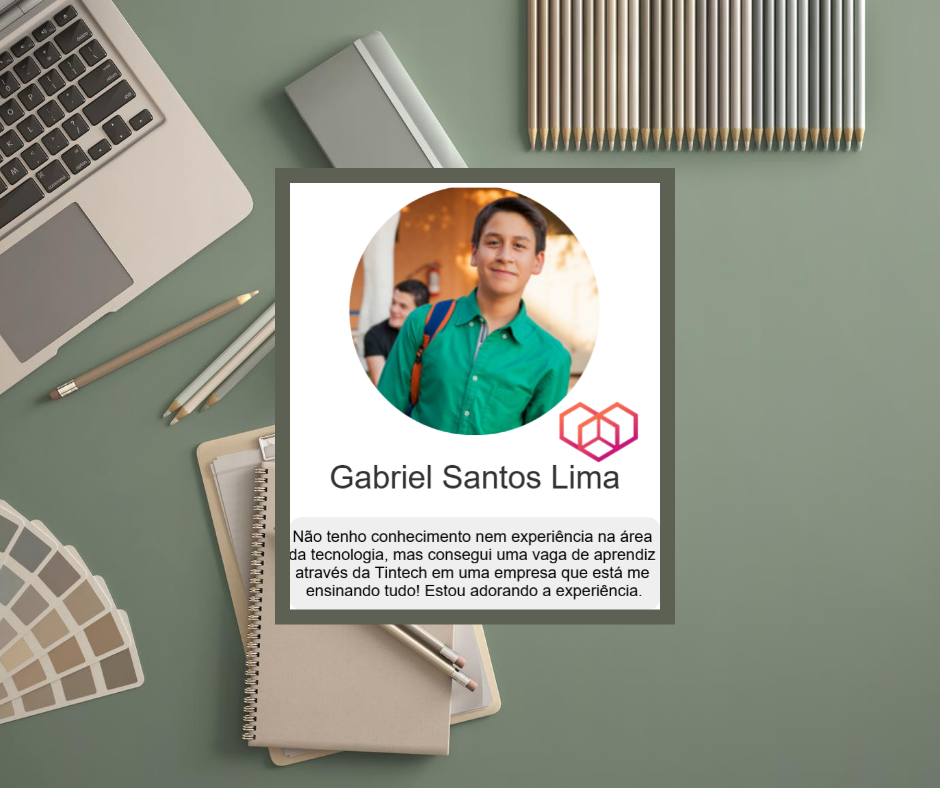 Gabriel Santos Lima
Não tenho conhecimento nem experiência na área
da tecnologia, mas consegui uma vaga de aprendiz
através da Tintech em uma empresa que está me
ensinando tudo! Estou adorando a experiência.